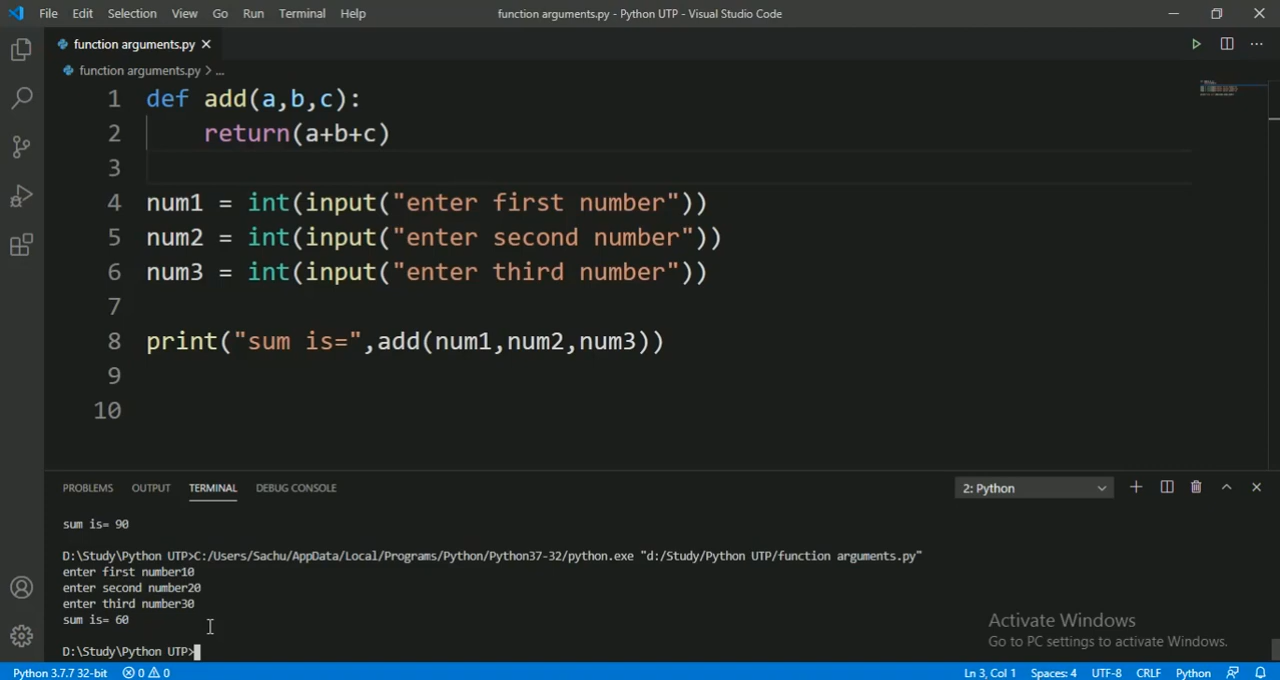 File Edit Selection View Go Run Terminal Help function arguments.py - Python UTP - Visual Studio Code
function arguments.py
function arguments.py > ...
1 def add(a,b,c):
2 return(a+b+c)
3
4 num1 = int(input("enter first number"))
5 num2 = int(input("enter second number"))
6 num3 = int(input("enter third number"))
7
8 print("sum is=",add(num1,num2,num3))
9
10
PROBLEMS OUTPUT TERMINAL DEBUG CONSOLE 2: Python
sum is= 90
D:\Study\Python UTP>C:/Users/Sachu/AppData/Local/Programs/Python/Python37-32/python.exe "d:/Study/Python UTP/function arguments.py"
enter first number10
enter second number20
enter third number30
sum is= 60
D:\Study\Python UTP>
Activate Windows
Go to PC settings to activate Windows.
Python 3.7.7 32-bit 0 0 Ln 3, Col 1 Spaces: 4 UTF-8 CRLF Python